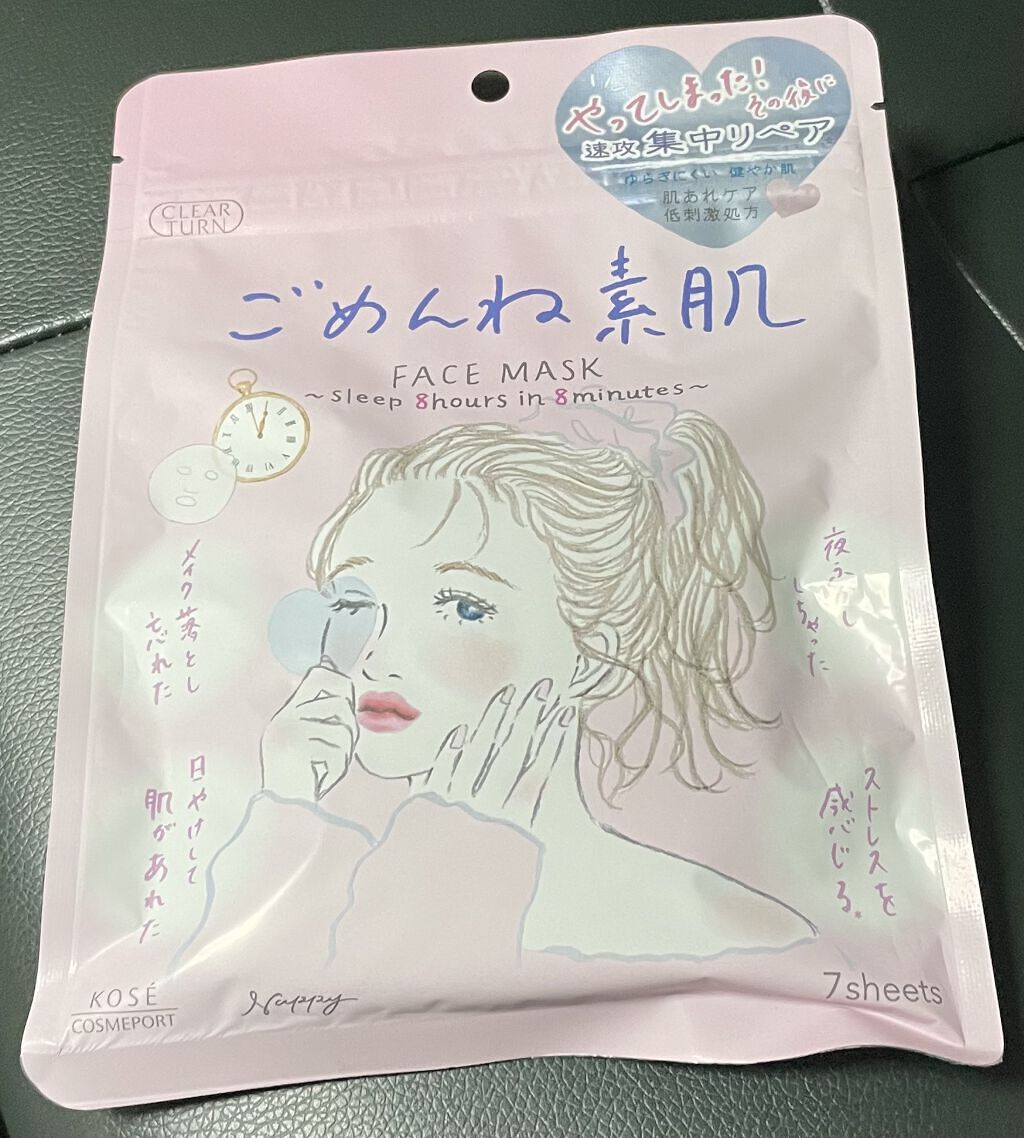 やってしまった!
その後に
速攻 集中リペア
ゆらぎにくい 健やか肌
肌あれケア
低刺激処方
CLEAR
TURN
ごめんね素肌
FACE MASK
~sleep 8hours in 8minutes~
メイク落とし
忘れた
夜ふかし
しちゃった
日やけして
肌があれた
ストレスを
感じる*
KOSÉ
COSMEPORT
Nuppy
7sheets